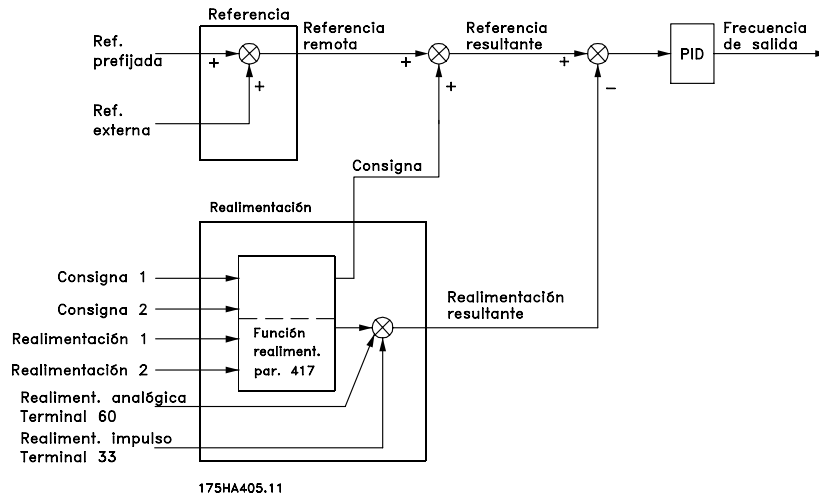 Referencia
Ref.
prefijada
+
+
Ref.
externa
Referencia
remota
+
+
Referencia
resultante
+
−
PID
Frecuencia
de salida
Consigna
Realimentación
Consigna 1
Consigna 2
Realimentación 1
Realimentación 2
Función
realiment.
par. 417
Realimentación
resultante
Realiment. analógica
Terminal 60
Realiment. impulso
Terminal 33
175HA405.11